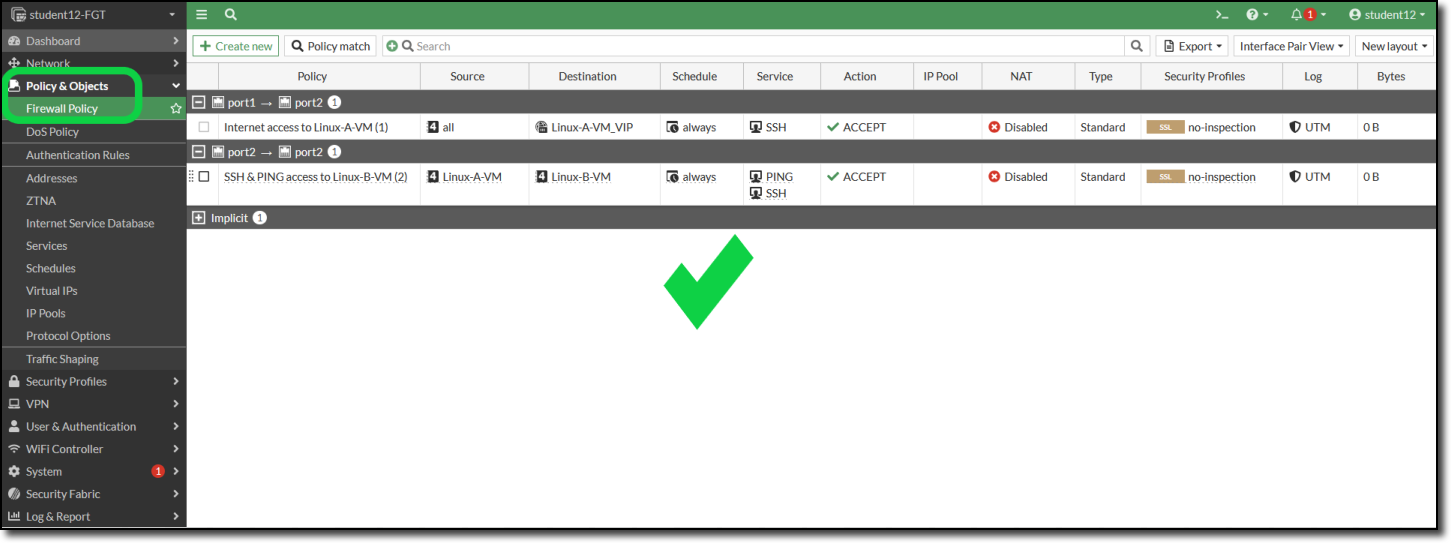 student12-FGT
>_ ? 1 student12
Dashboard
Network
Policy & Objects
Firewall Policy
DoS Policy
Authentication Rules
Addresses
ZTNA
Internet Service Database
Services
Schedules
Virtual IPs
IP Pools
Protocol Options
Traffic Shaping
Security Profiles
VPN
User & Authentication
WiFi Controller
System 1
Security Fabric
Log & Report
+ Create new Policy match Search Export Interface Pair View New layout
Policy Source Destination Schedule Service Action IP Pool NAT Type Security Profiles Log Bytes
port1 → port2 1
Internet access to Linux-A-VM (1) 4 all Linux-A-VM_VIP always SSH ACCEPT Disabled Standard SSL no-inspection UTM 0 B
port2 → port2 1
SSH & PING access to Linux-B-VM (2) 4 Linux-A-VM 4 Linux-B-VM always PING ACCEPT Disabled Standard SSL no-inspection UTM 0 B
SSH
Implicit 1